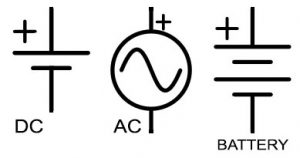 + + +
DC AC BATTERY